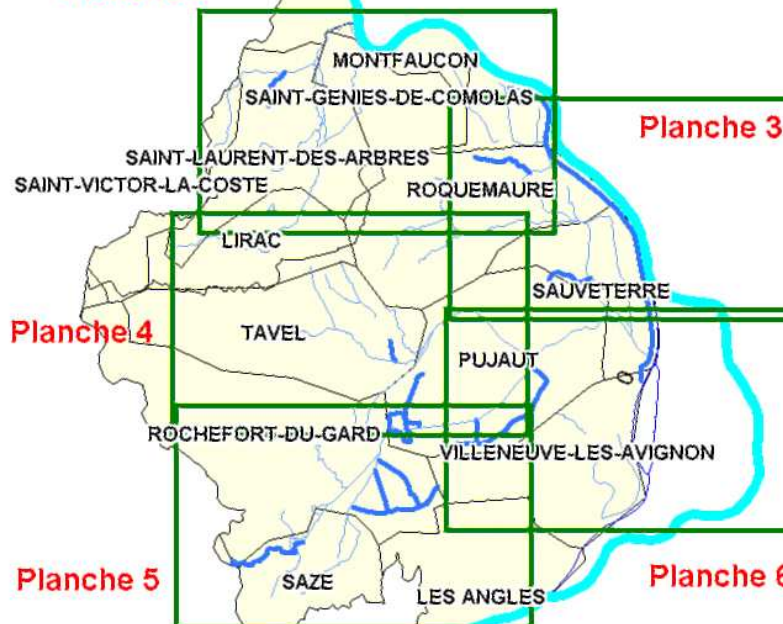 MONTFAUCON
SAINT-GENIES-DE-COMOLAS
Planche 3
SAINT-LAURENT-DES-ARBRES
SAINT-VICTOR-LA-COSTE
ROQUEMAURE
LIRAC
SAUVETERRE
Planche 4
TAVEL
PUJAUT
ROCHEFORT-DU-GARD
VILLENEUVE-LES-AVIGNON
Planche 5
SAZE
Planche 6
LES ANGLES